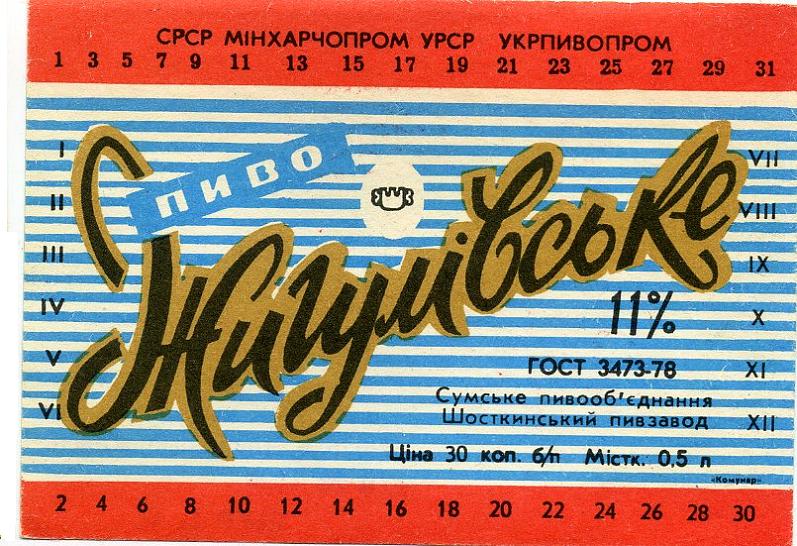 СРСР МІНХАРЧОПРОМ УРСР УКРПИВОПРОМ
1 3 5 7 9 11 13 15 17 19 21 23 25 27 29 31
ПИВО
Жигулівське
I
II
III
IV
V
VI
VII
VIII
IX
X
XI
XII
11%
ГОСТ 3473-78
Сумське пивооб'єднання
Шосткинський пивзавод
Ціна 30 коп. б/п Містк. 0,5 л
«Комунар»
2 4 6 8 10 12 14 16 18 20 22 24 26 28 30